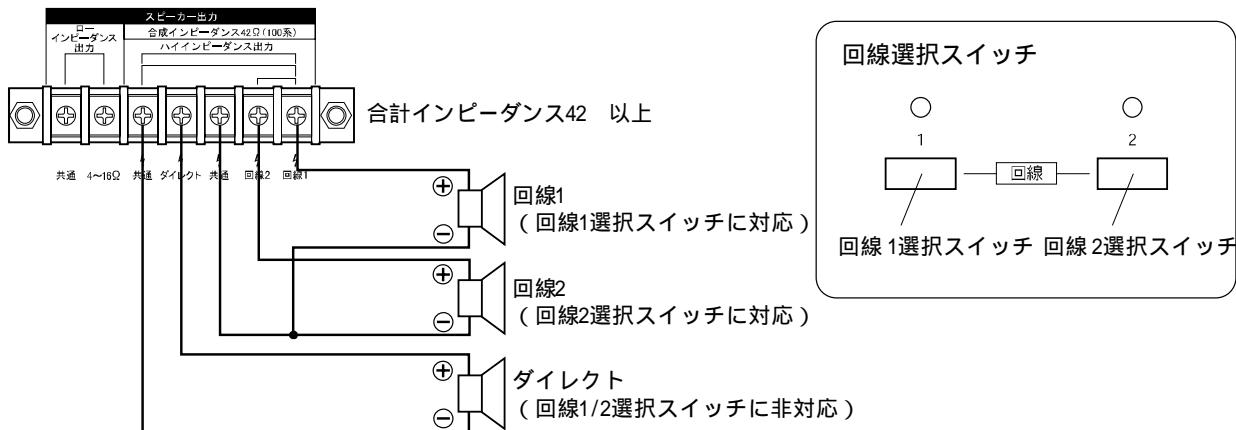 スピーカー出力
ロー
インピーダンス
出力
合成インピーダンス42Ω(100系)
ハイインピーダンス出力
合計インピーダンス42 以上
共通 4〜16Ω 共通 ダイレクト 共通 回線2 回線1
⊕
⊖
回線1
(回線1選択スイッチに対応)
⊕
⊖
回線2
(回線2選択スイッチに対応)
⊕
⊖
ダイレクト
(回線1/2選択スイッチに非対応)
回線選択スイッチ
1 2
回線
回線1選択スイッチ 回線2選択スイッチ